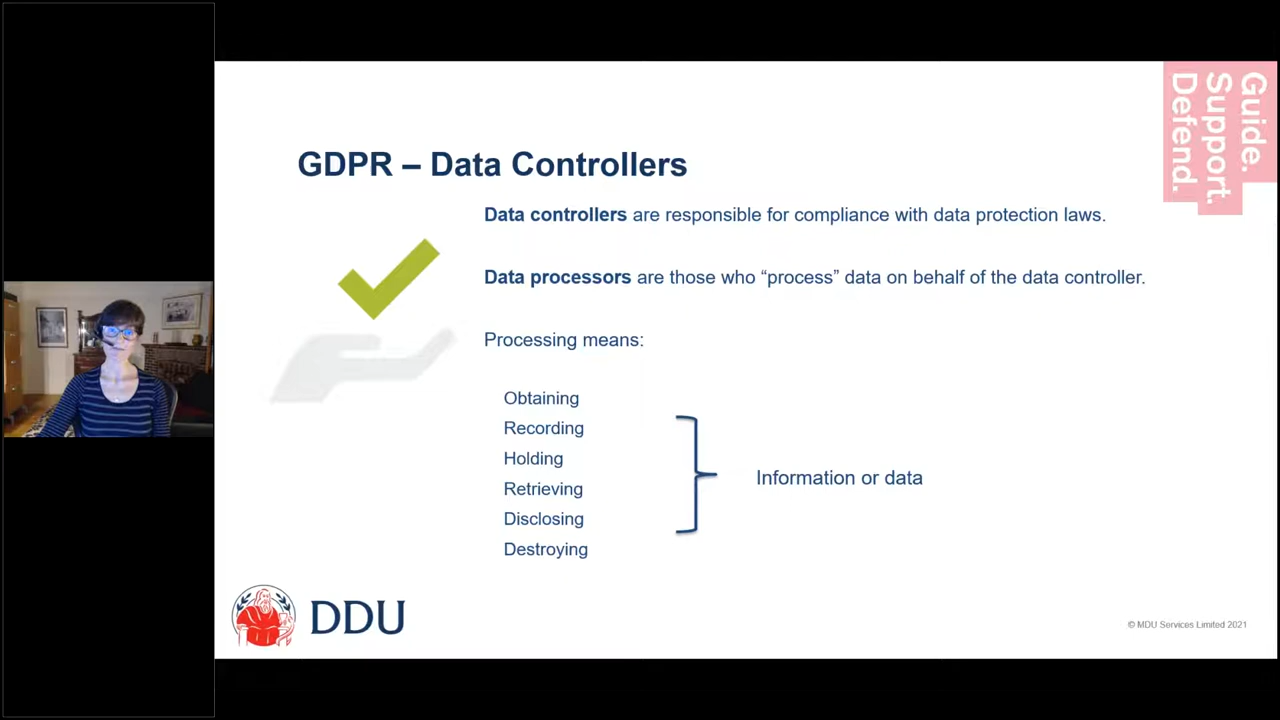 Guide.
Support.
Defend.
GDPR – Data Controllers
Data controllers are responsible for compliance with data protection laws.
Data processors are those who “process” data on behalf of the data controller.
Processing means:
Obtaining
Recording
Holding
Retrieving
Disclosing
Destroying
Information or data
DDU
© MDU Services Limited 2021